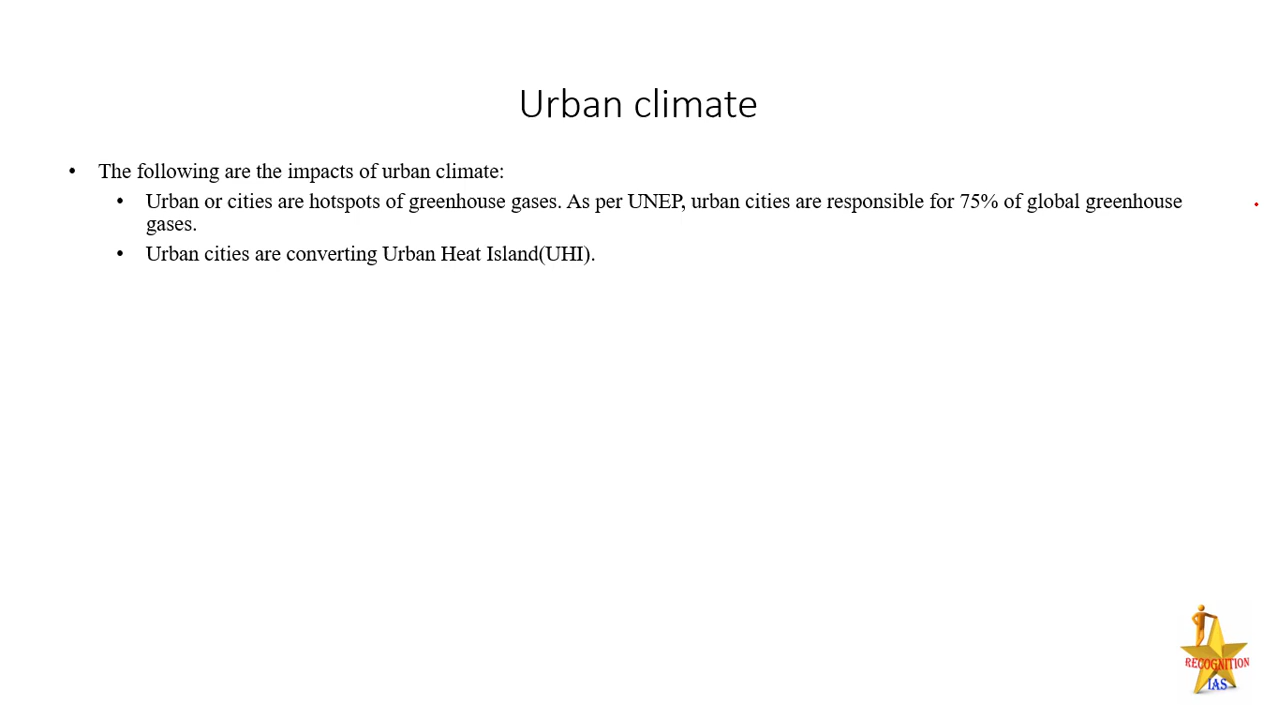 Urban climate
• The following are the impacts of urban climate:
• Urban or cities are hotspots of greenhouse gases. As per UNEP, urban cities are responsible for 75% of global greenhouse
gases.
• Urban cities are converting Urban Heat Island(UHI).
RECOGNITION
IAS